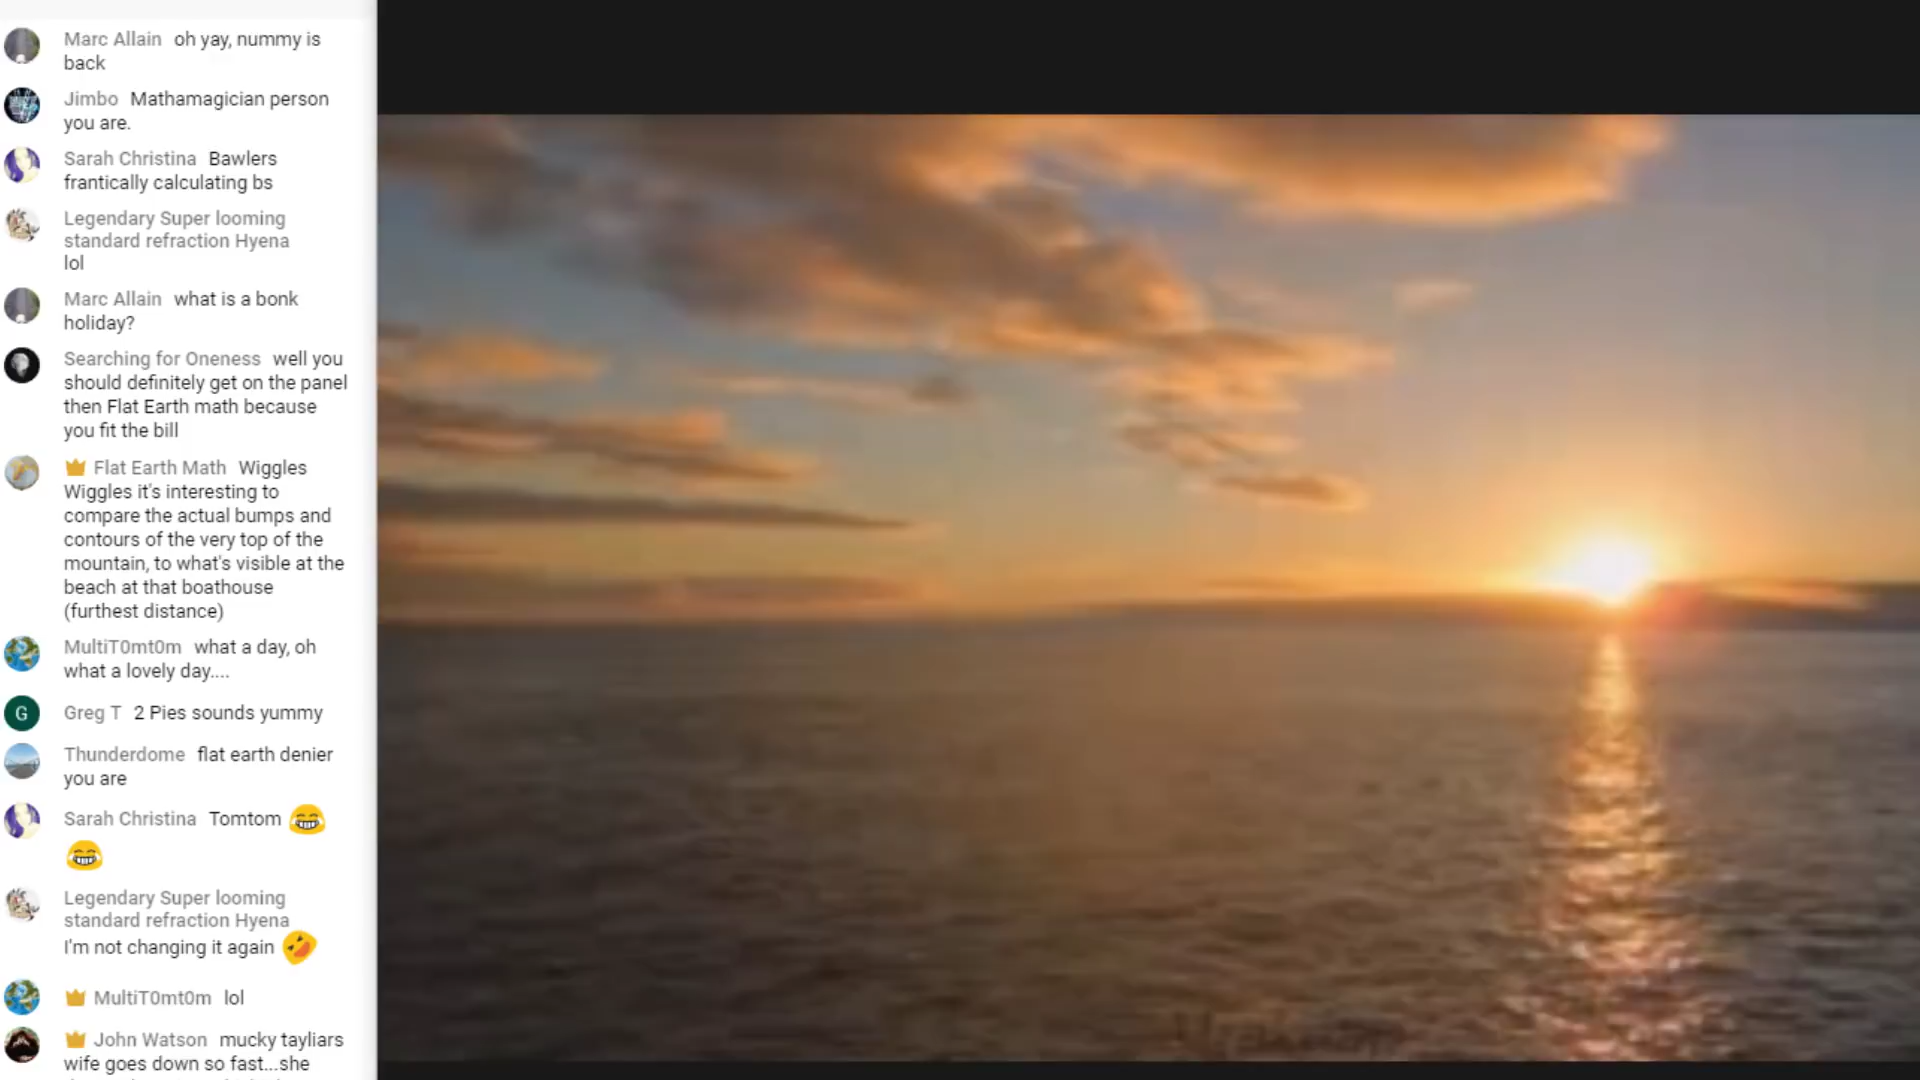 Marc Allain oh yay, nummy is
back
Jimbo Mathamagician person
you are.
Sarah Christina Bawlers
frantically calculating bs
Legendary Super looming
standard refraction Hyena
lol
Marc Allain what is a bonk
holiday?
Searching for Oneness well you
should definitely get on the panel
then Flat Earth math because
you fit the bill
Flat Earth Math Wiggles
Wiggles it's interesting to
compare the actual bumps and
contours of the very top of the
mountain, to what's visible at the
beach at that boathouse
(furthest distance)
MultiT0mt0m what a day, oh
what a lovely day....
G
Greg T 2 Pies sounds yummy
Thunderdome flat earth denier
you are
Sarah Christina Tomtom 😂
😂
Legendary Super looming
standard refraction Hyena
I'm not changing it again 🤣
MultiT0mt0m lol
John Watson mucky tayliars
wife goes down so fast...she